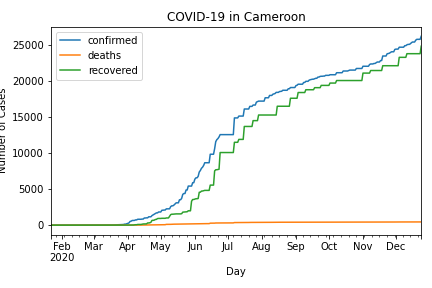 COVID-19 in Cameroon
confirmed
deaths
recovered
25000
20000
15000
10000
5000
0
Number of Cases
Feb Mar Apr May Jun Jul Aug Sep Oct Nov Dec
2020
Day